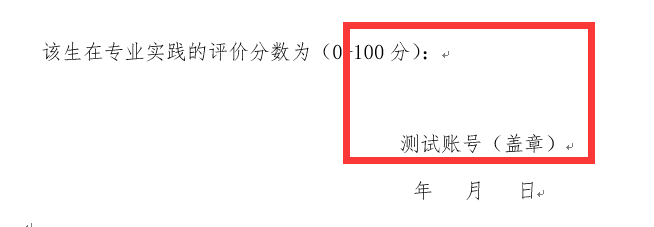 该生在专业实践的评价分数为（0-100 分）：
测试账号（盖章）
年 月 日